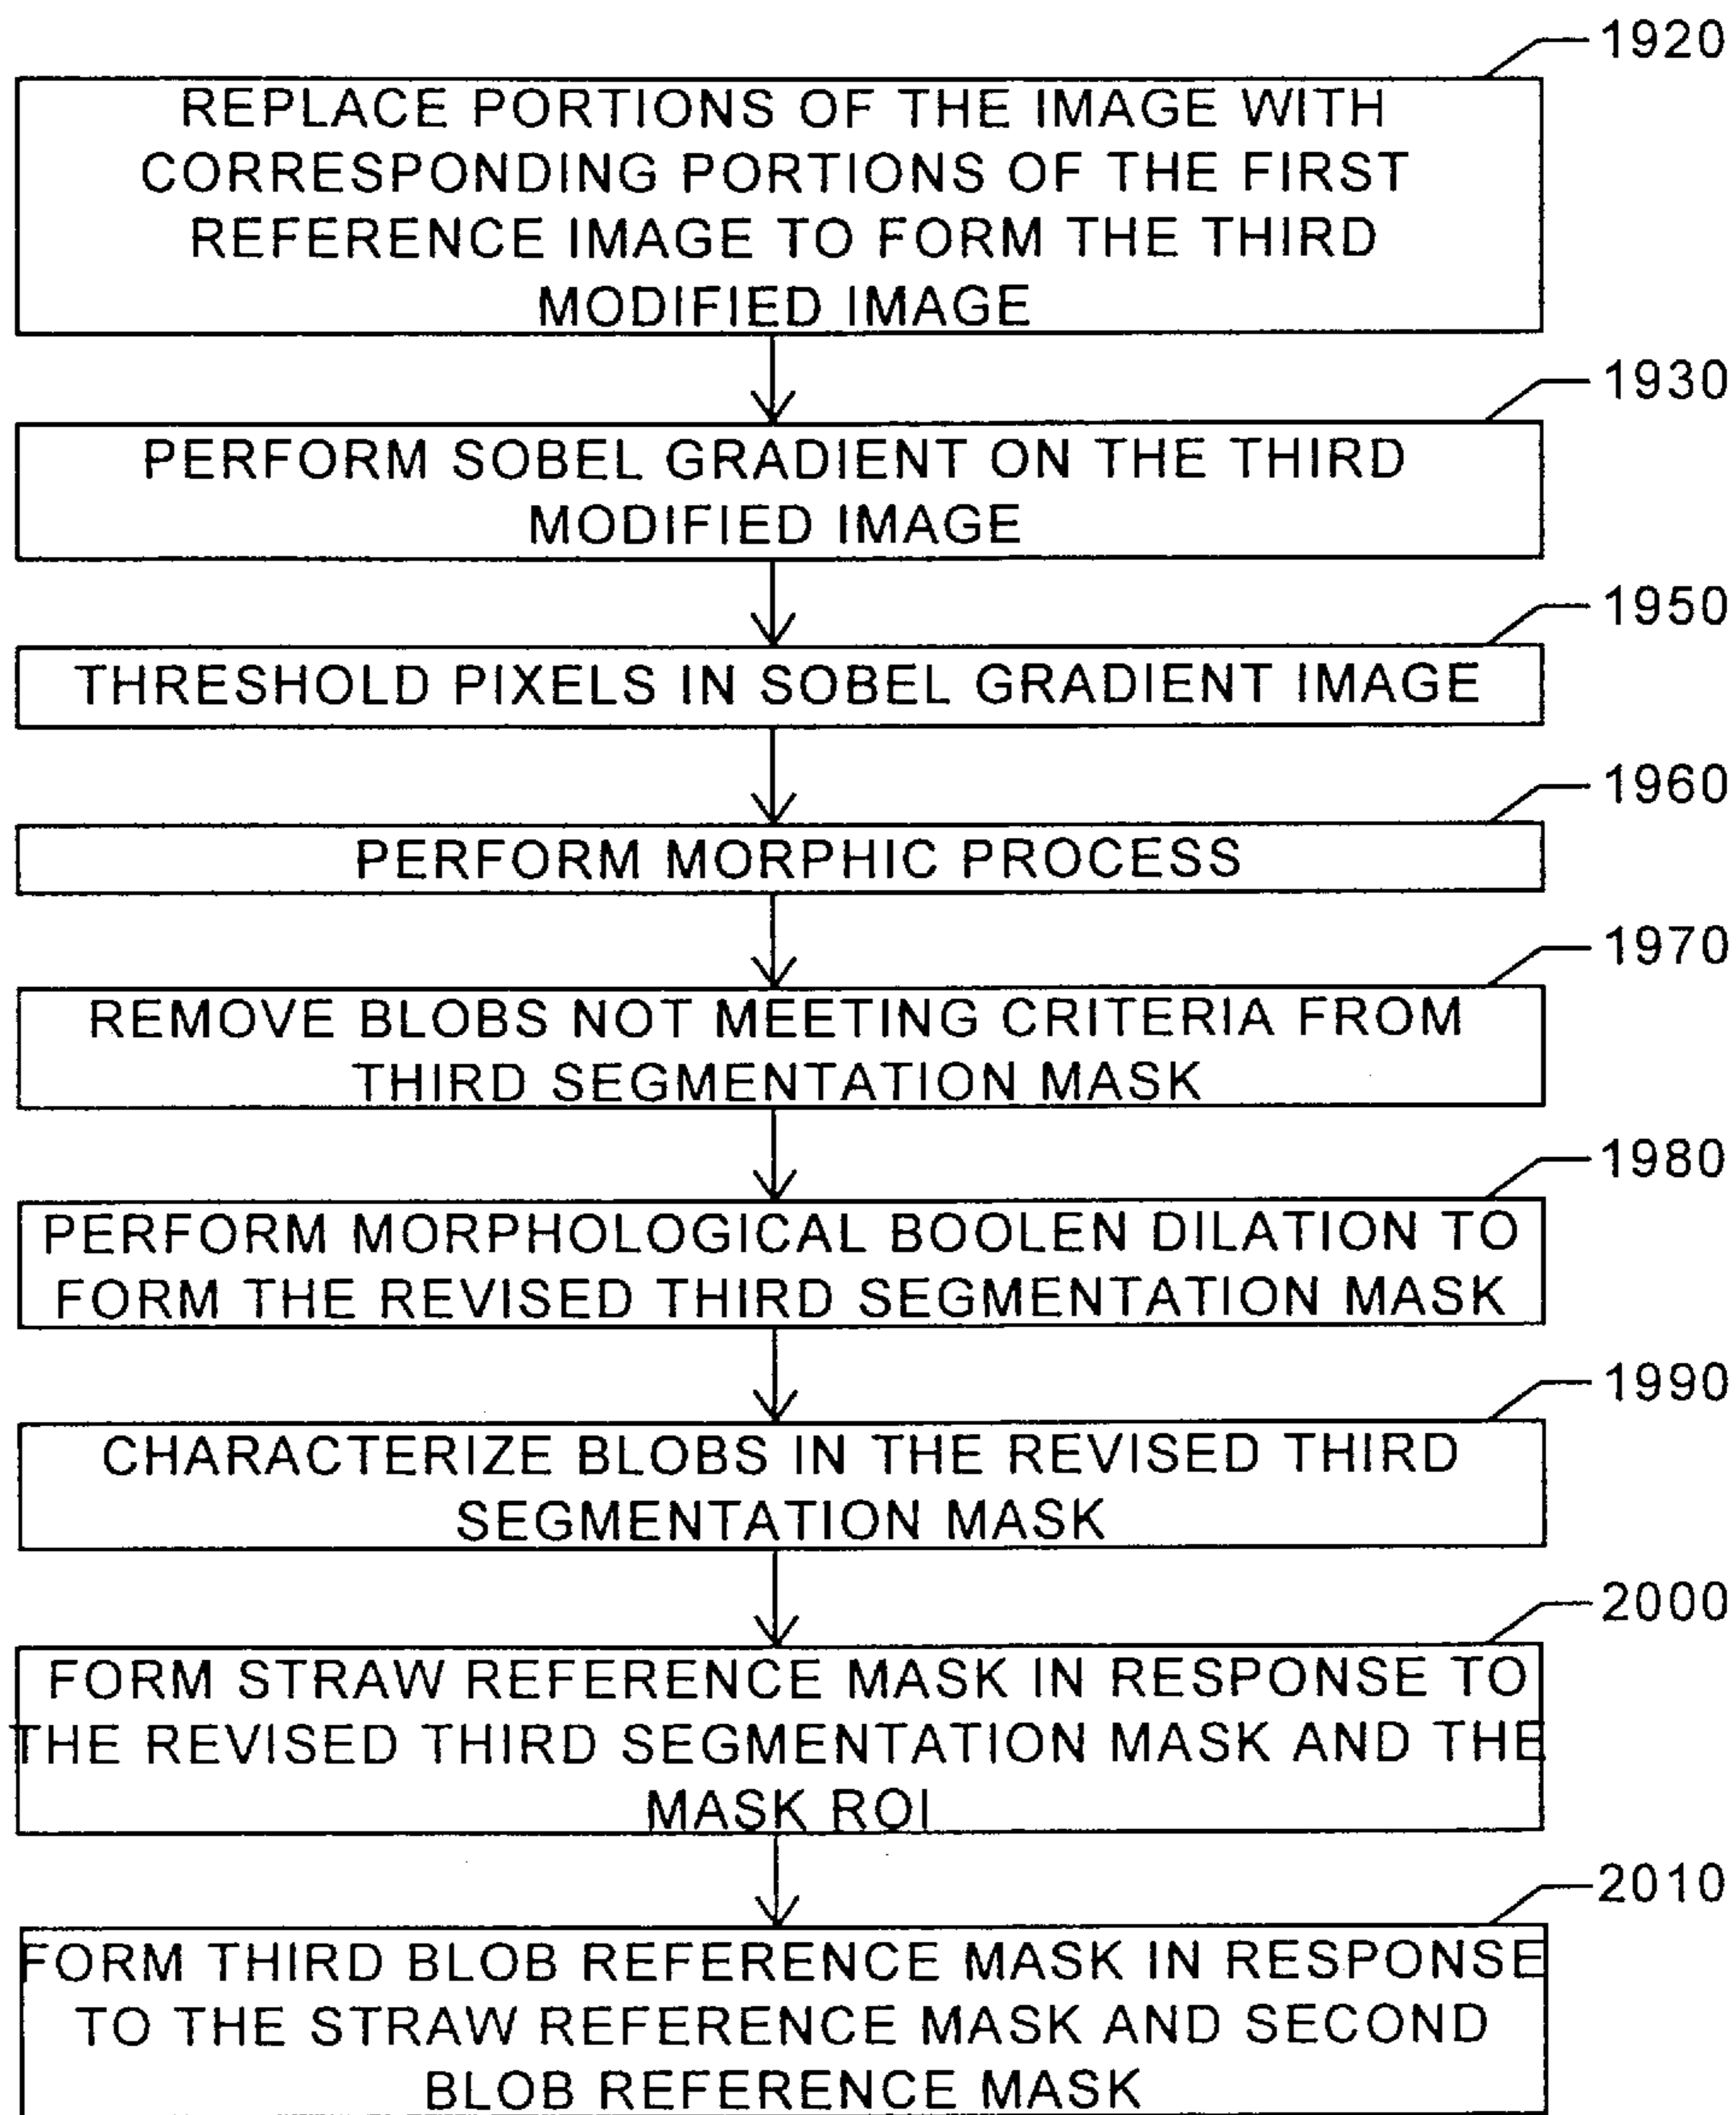 1920
REPLACE PORTIONS OF THE IMAGE WITH
CORRESPONDING PORTIONS OF THE FIRST
REFERENCE IMAGE TO FORM THE THIRD
MODIFIED IMAGE
1930
PERFORM SOBEL GRADIENT ON THE THIRD
MODIFIED IMAGE
1950
THRESHOLD PIXELS IN SOBEL GRADIENT IMAGE
1960
PERFORM MORPHIC PROCESS
1970
REMOVE BLOBS NOT MEETING CRITERIA FROM
THIRD SEGMENTATION MASK
1980
PERFORM MORPHOLOGICAL BOOLEN DILATION TO
FORM THE REVISED THIRD SEGMENTATION MASK
1990
CHARACTERIZE BLOBS IN THE REVISED THIRD
SEGMENTATION MASK
2000
FORM STRAW REFERENCE MASK IN RESPONSE TO
THE REVISED THIRD SEGMENTATION MASK AND THE
MASK ROI
2010
FORM THIRD BLOB REFERENCE MASK IN RESPONSE
TO THE STRAW REFERENCE MASK AND SECOND
BLOB REFERENCE MASK